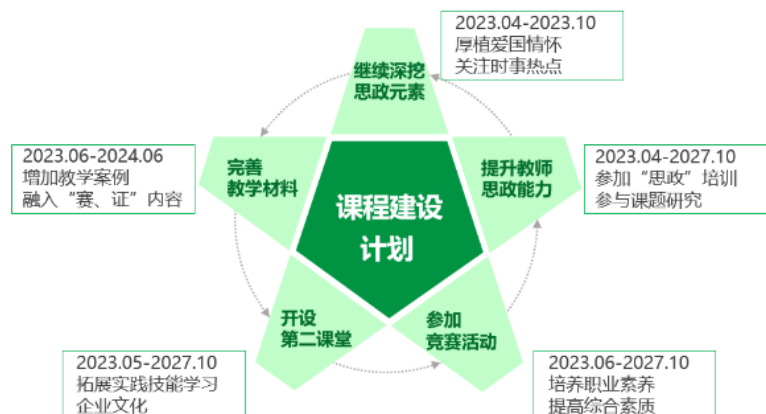 2023.04-2023.10
厚植爱国情怀
关注时事热点
继续深挖
思政元素
2023.06-2024.06
增加教学案例
融入“赛、证”内容
完善
教学材料
提升教师
思政能力
2023.04-2027.10
参加“思政”培训
参与课题研究
课程建设
计划
开设
第二课堂
参加
竞赛活动
2023.05-2027.10
拓展实践技能学习
企业文化
2023.06-2027.10
培养职业素养
提高综合素质